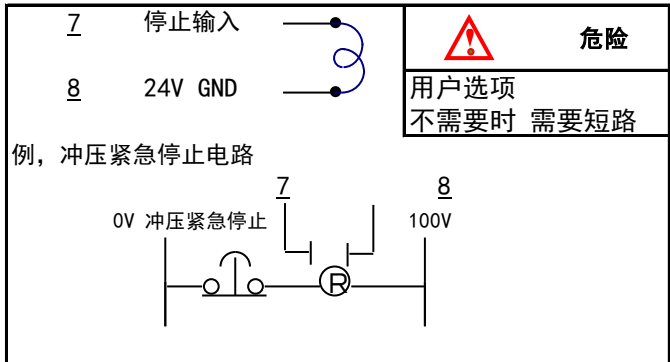 7 停止输入
8 24V GND
危险
用户选项
不需要时 需要短路
例，冲压紧急停止电路
7 8
0V 冲压紧急停止 100V
R